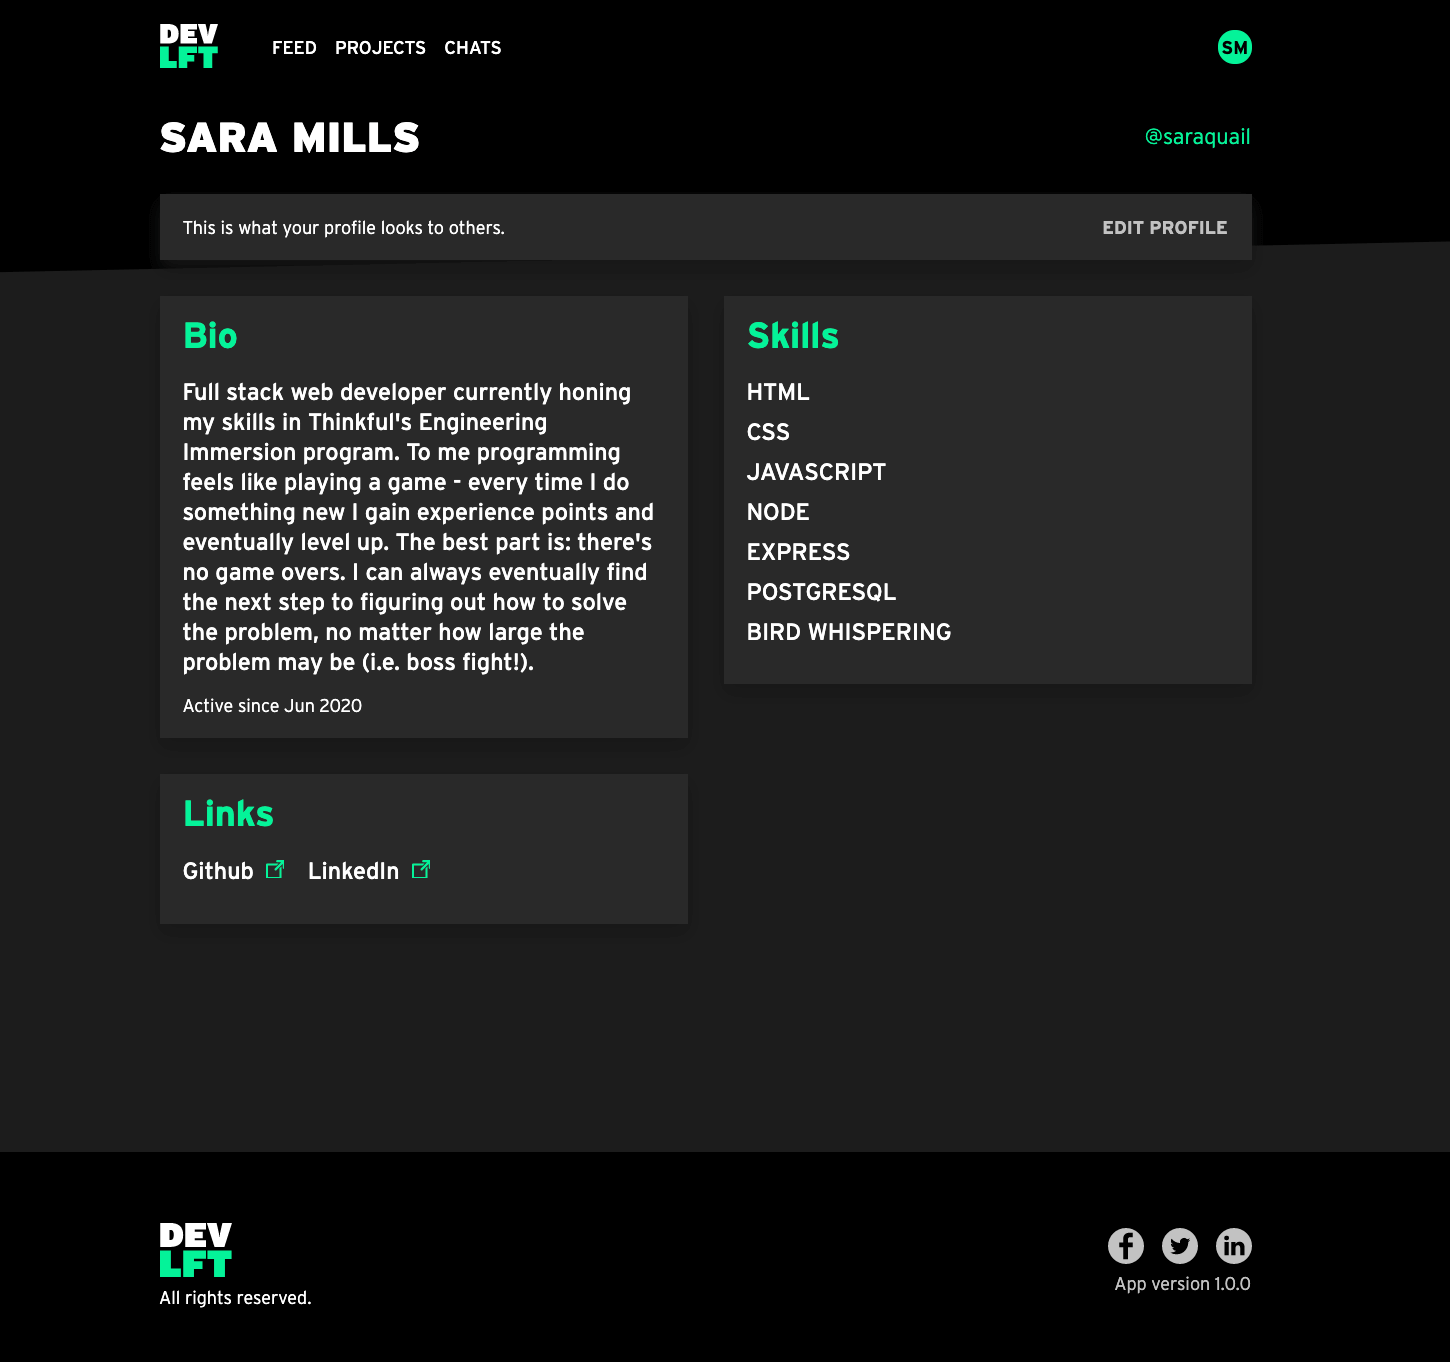 DEV
LFT
FEED PROJECTS CHATS
SM
SARA MILLS
@saraquail
This is what your profile looks to others.
EDIT PROFILE
Bio
Full stack web developer currently honing
my skills in Thinkful's Engineering
Immersion program. To me programming
feels like playing a game - every time I do
something new I gain experience points and
eventually level up. The best part is: there's
no game overs. I can always eventually find
the next step to figuring out how to solve
the problem, no matter how large the
problem may be (i.e. boss fight!).
Active since Jun 2020
Skills
HTML
CSS
JAVASCRIPT
NODE
EXPRESS
POSTGRESQL
BIRD WHISPERING
Links
Github LinkedIn
DEV
LFT
All rights reserved.
App version 1.0.0